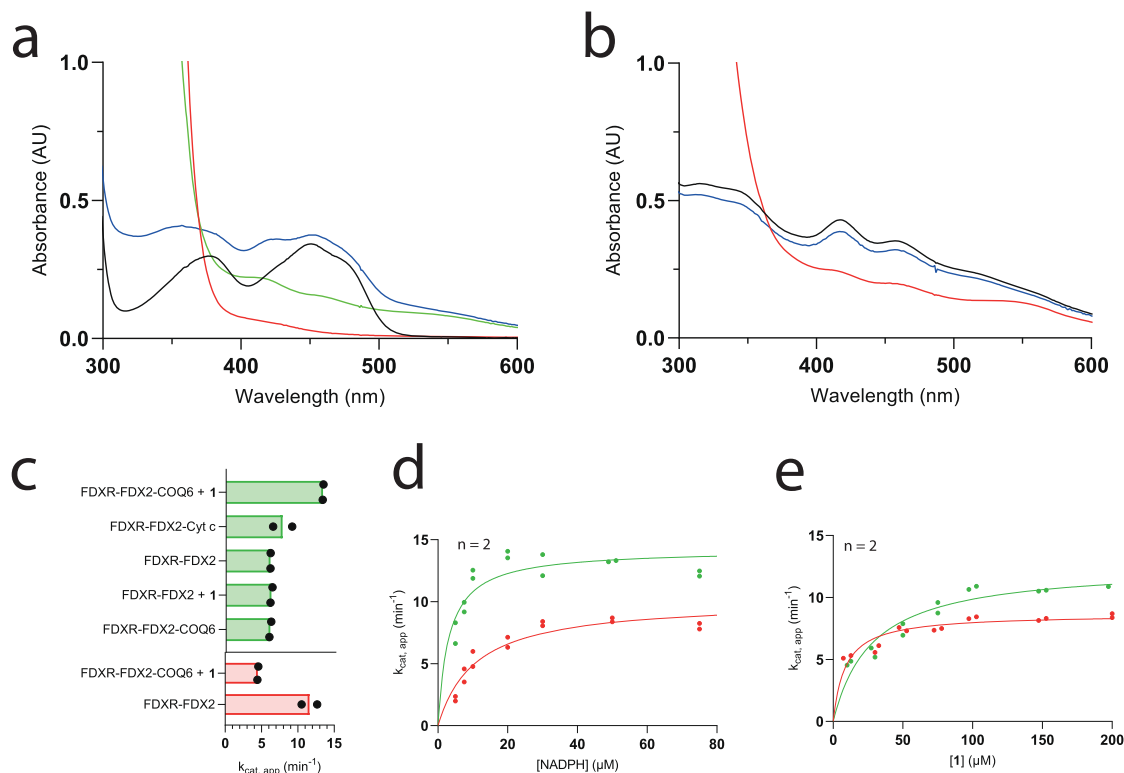 a
1.0
0.5
0.0
Absorbance (AU)
300 400 500 600
Wavelength (nm)
b
1.0
0.5
0.0
Absorbance (AU)
300 400 500 600
Wavelength (nm)
c
FDXR-FDX2-COQ6 + 1
FDXR-FDX2-Cyt c
FDXR-FDX2
FDXR-FDX2 + 1
FDXR-FDX2-COQ6
FDXR-FDX2-COQ6 + 1
FDXR-FDX2
0 5 10 15
kcat, app (min-1)
d
n = 2
15
10
5
0
kcat, app (min-1)
0 20 40 60 80
[NADPH] (µM)
e
n = 2
15
10
5
0
kcat, app (min-1)
0 50 100 150 200
[1] (µM)